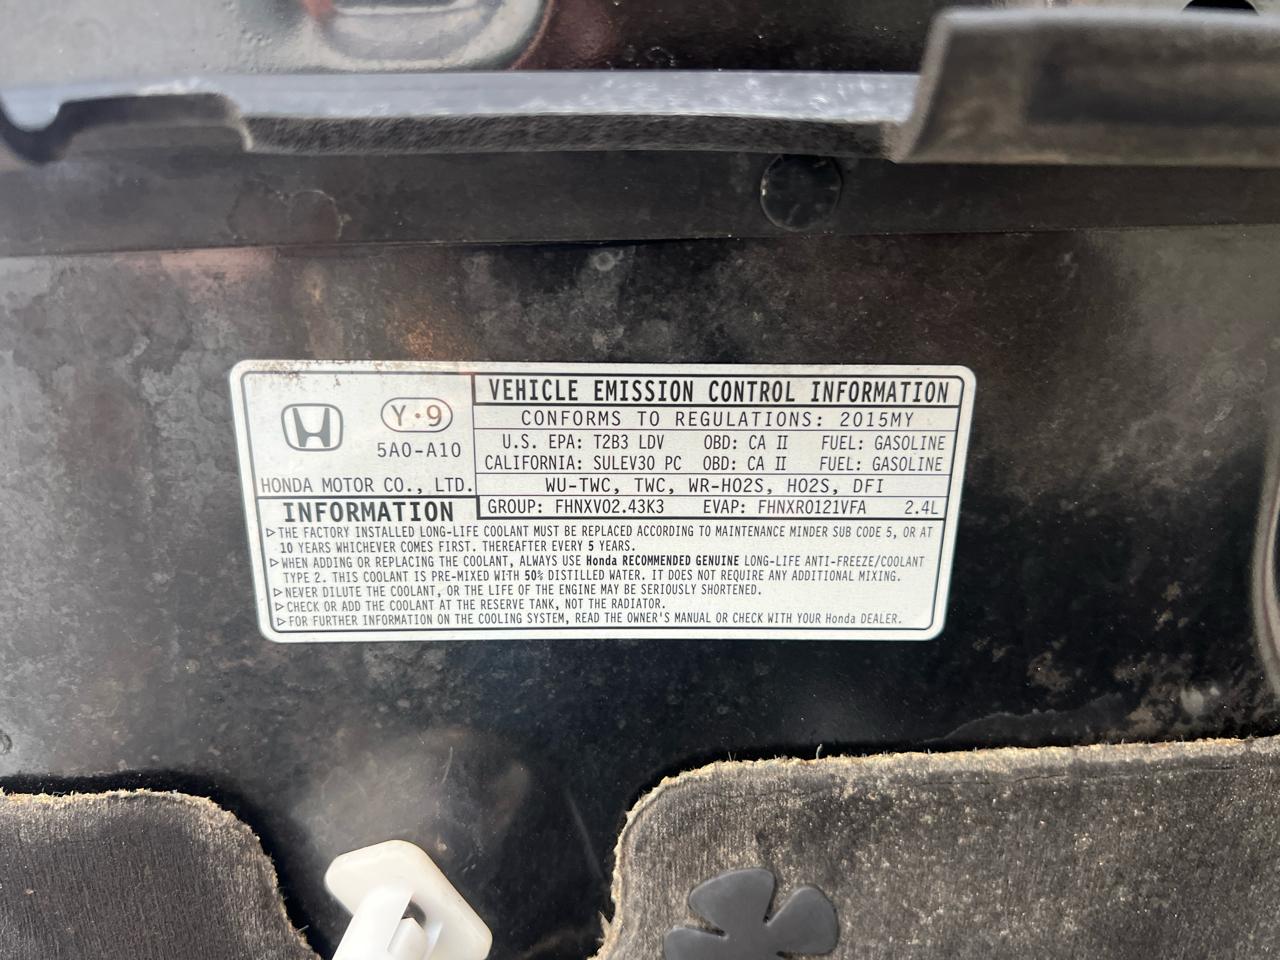 Y·9
5A0-A10
HONDA MOTOR CO., LTD.
VEHICLE EMISSION CONTROL INFORMATION
CONFORMS TO REGULATIONS: 2015MY
U.S. EPA: T2B3 LDV OBD: CA II FUEL: GASOLINE
CALIFORNIA: SULEV30 PC OBD: CA II FUEL: GASOLINE
WU-TWC, TWC, WR-HO2S, HO2S, DFI
GROUP: FHNXV02.43K3 EVAP: FHNXR0121VFA 2.4L
INFORMATION
▷THE FACTORY INSTALLED LONG-LIFE COOLANT MUST BE REPLACED ACCORDING TO MAINTENANCE MINDER SUB CODE 5, OR AT
10 YEARS WHICHEVER COMES FIRST. THEREAFTER EVERY 5 YEARS.
▷WHEN ADDING OR REPLACING THE COOLANT, ALWAYS USE Honda RECOMMENDED GENUINE LONG-LIFE ANTI-FREEZE/COOLANT
TYPE 2. THIS COOLANT IS PRE-MIXED WITH 50% DISTILLED WATER. IT DOES NOT REQUIRE ANY ADDITIONAL MIXING.
▷NEVER DILUTE THE COOLANT, OR THE LIFE OF THE ENGINE MAY BE SERIOUSLY SHORTENED.
▷CHECK OR ADD THE COOLANT AT THE RESERVE TANK, NOT THE RADIATOR.
▷FOR FURTHER INFORMATION ON THE COOLING SYSTEM, READ THE OWNER'S MANUAL OR CHECK WITH YOUR Honda DEALER.